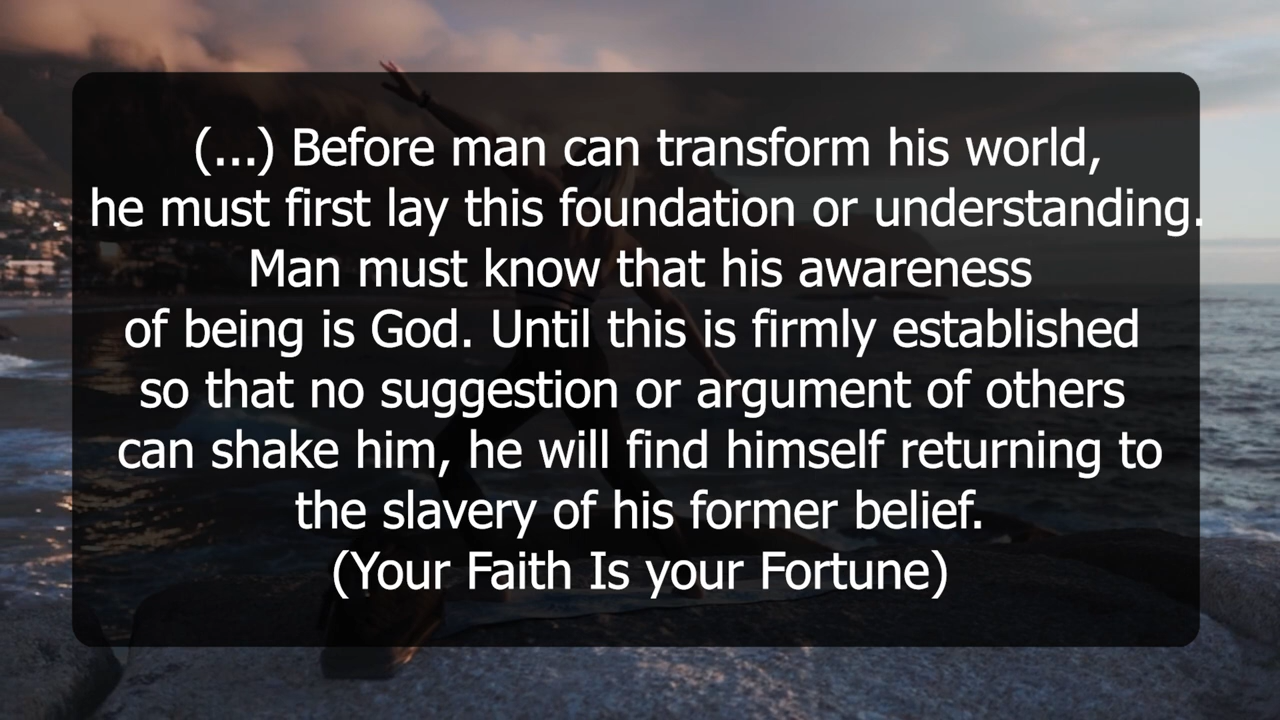 (...) Before man can transform his world,
he must first lay this foundation or understanding.
Man must know that his awareness
of being is God. Until this is firmly established
so that no suggestion or argument of others
can shake him, he will find himself returning to
the slavery of his former belief.
(Your Faith Is your Fortune)